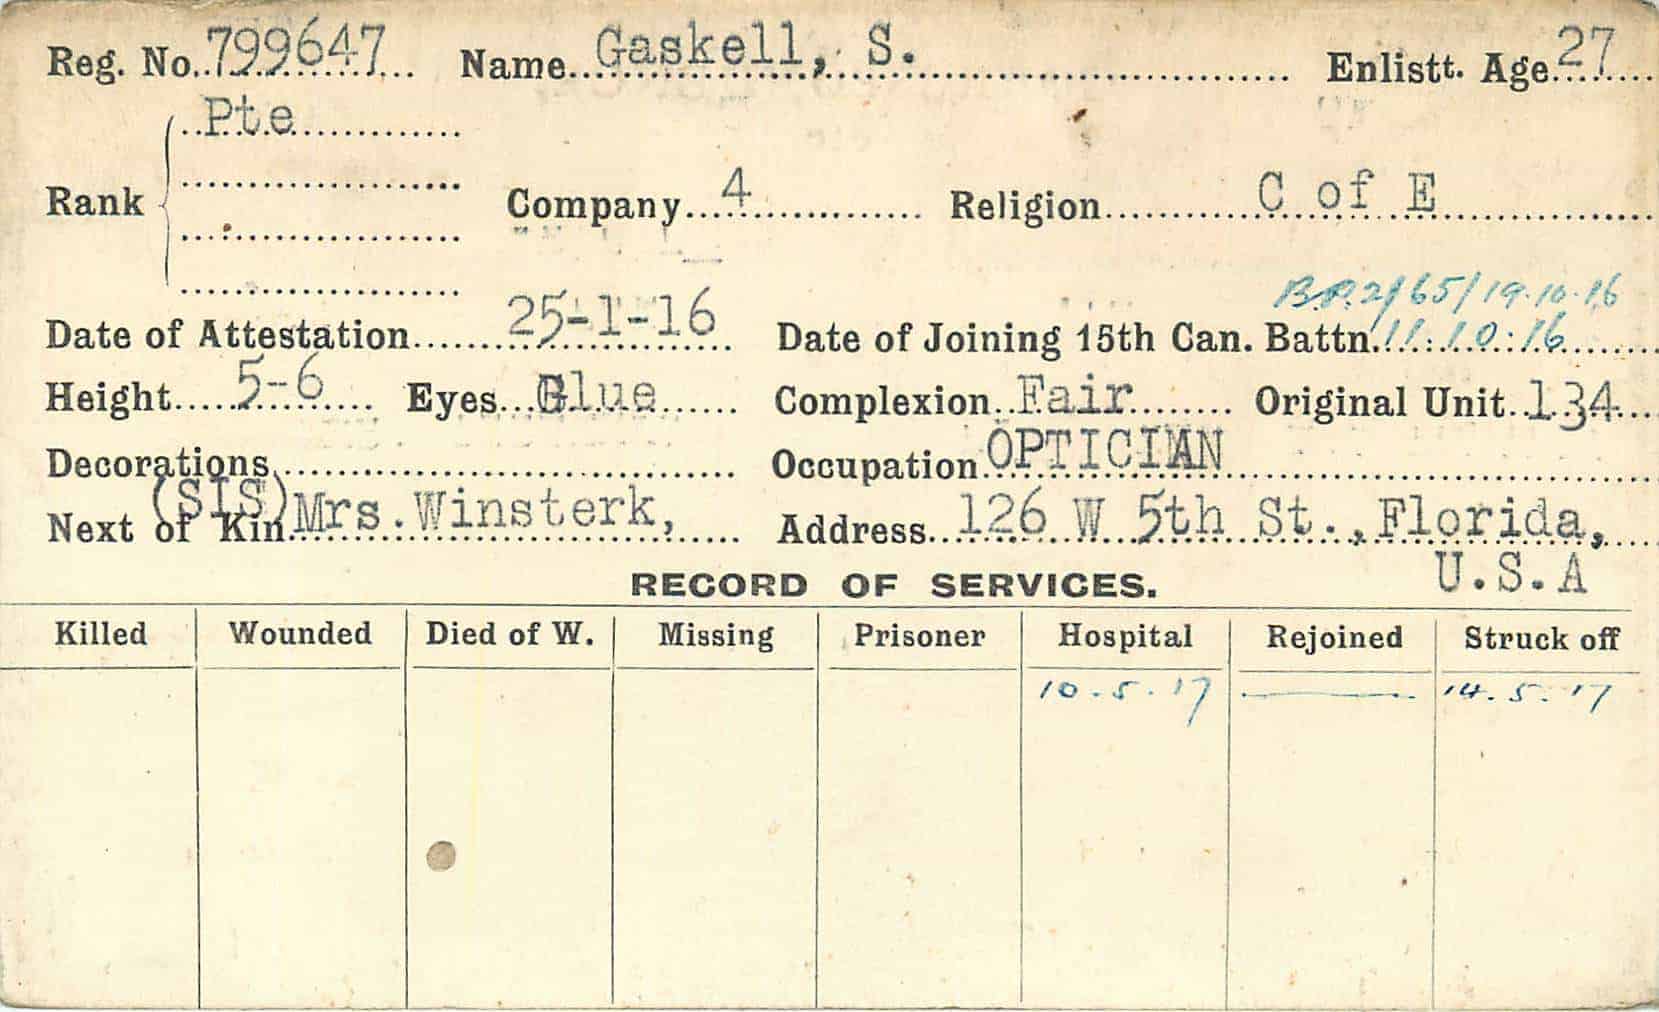 Reg. No. 799647 Name Gaskell, S. Enlistt. Age 27
Pte
Rank Company 4 Religion C of E
B.P.2/65/19.10.16
Date of Attestation 25-1-16 Date of Joining 15th Can. Battn. 11.10.16
Height 5-6 Eyes Blue Complexion Fair Original Unit 134
Decorations Occupation OPTICIAN
Next of Kin (SIS) Mrs. Winsterk, Address 126 W 5th St., Florida,
U.S.A
RECORD OF SERVICES.
Killed Wounded Died of W. Missing Prisoner Hospital Rejoined Struck off
10.5.17 — 14.5.17